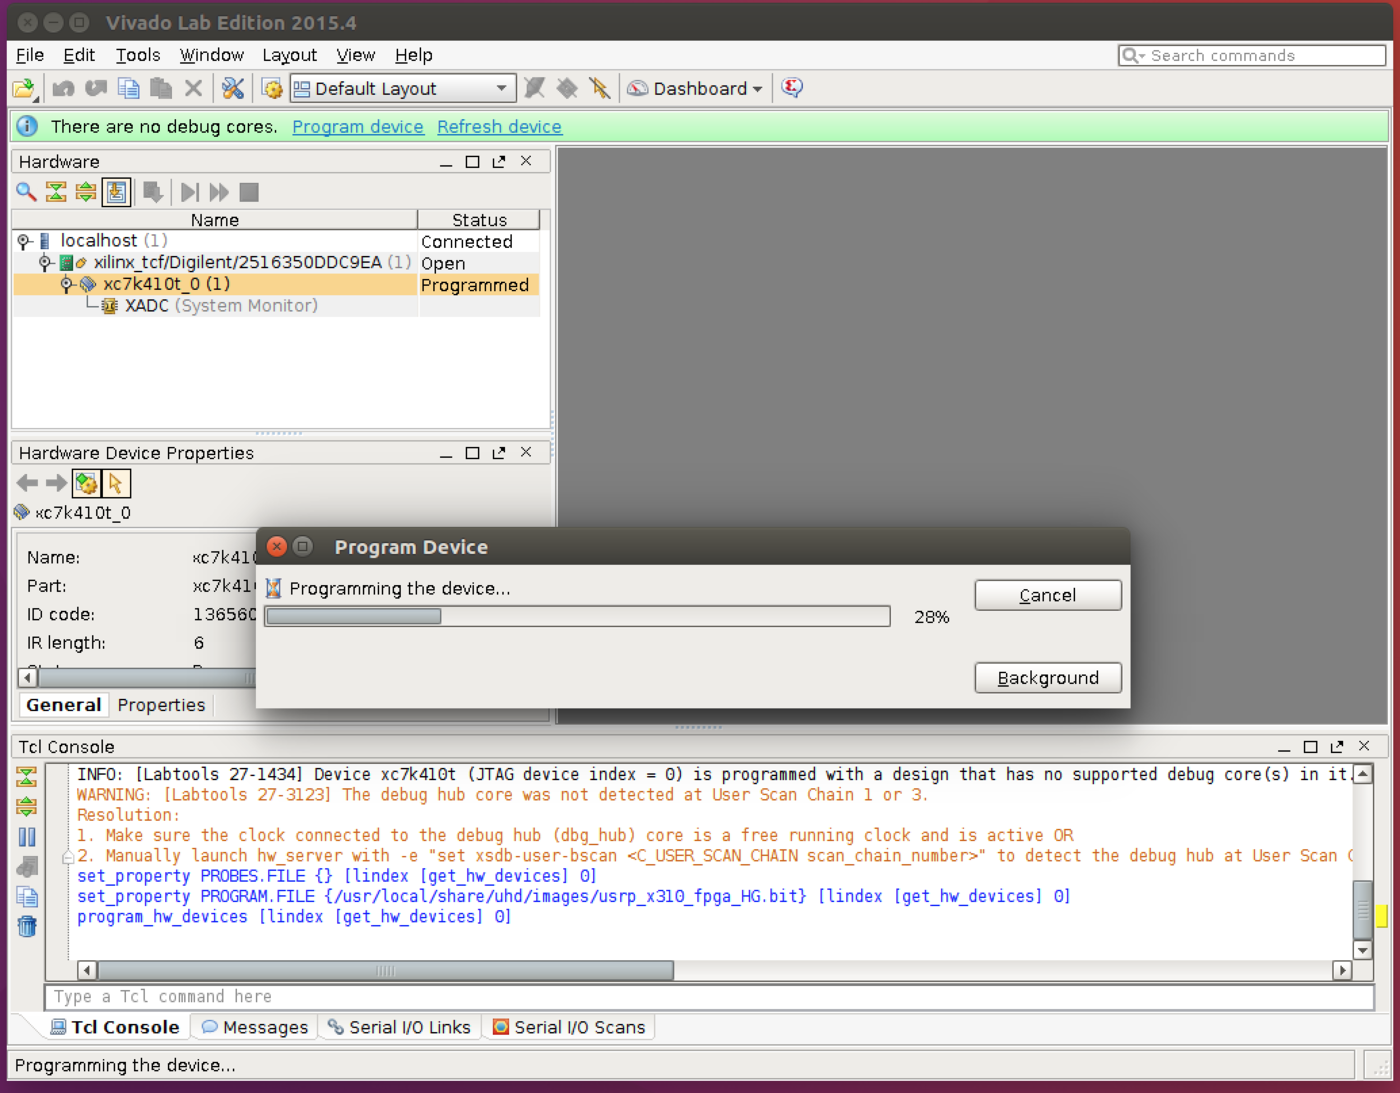 Vivado Lab Edition 2015.4
File Edit Tools Window Layout View Help
Search commands
Default Layout
Dashboard
There are no debug cores. Program device Refresh device
Hardware
Name Status
localhost (1) Connected
xilinx_tcf/Digilent/2516350DDC9EA (1) Open
xc7k410t_0 (1) Programmed
XADC (System Monitor)
Hardware Device Properties
xc7k410t_0
Name: xc7k41
Part: xc7k41
ID code: 13656
IR length: 6
General Properties
Program Device
Programming the device...
28%
Cancel
Background
Tcl Console
INFO: [Labtools 27-1434] Device xc7k410t (JTAG device index = 0) is programmed with a design that has no supported debug core(s) in it.
WARNING: [Labtools 27-3123] The debug hub core was not detected at User Scan Chain 1 or 3.
Resolution:
1. Make sure the clock connected to the debug hub (dbg_hub) core is a free running clock and is active OR
2. Manually launch hw_server with -e "set xsdb-user-bscan <C_USER_SCAN_CHAIN scan_chain_number>" to detect the debug hub at User Scan
set_property PROBES.FILE {} [lindex [get_hw_devices] 0]
set_property PROGRAM.FILE {/usr/local/share/uhd/images/usrp_x310_fpga_HG.bit} [lindex [get_hw_devices] 0]
program_hw_devices [lindex [get_hw_devices] 0]
Type a Tcl command here
Tcl Console Messages Serial I/O Links Serial I/O Scans
Programming the device...